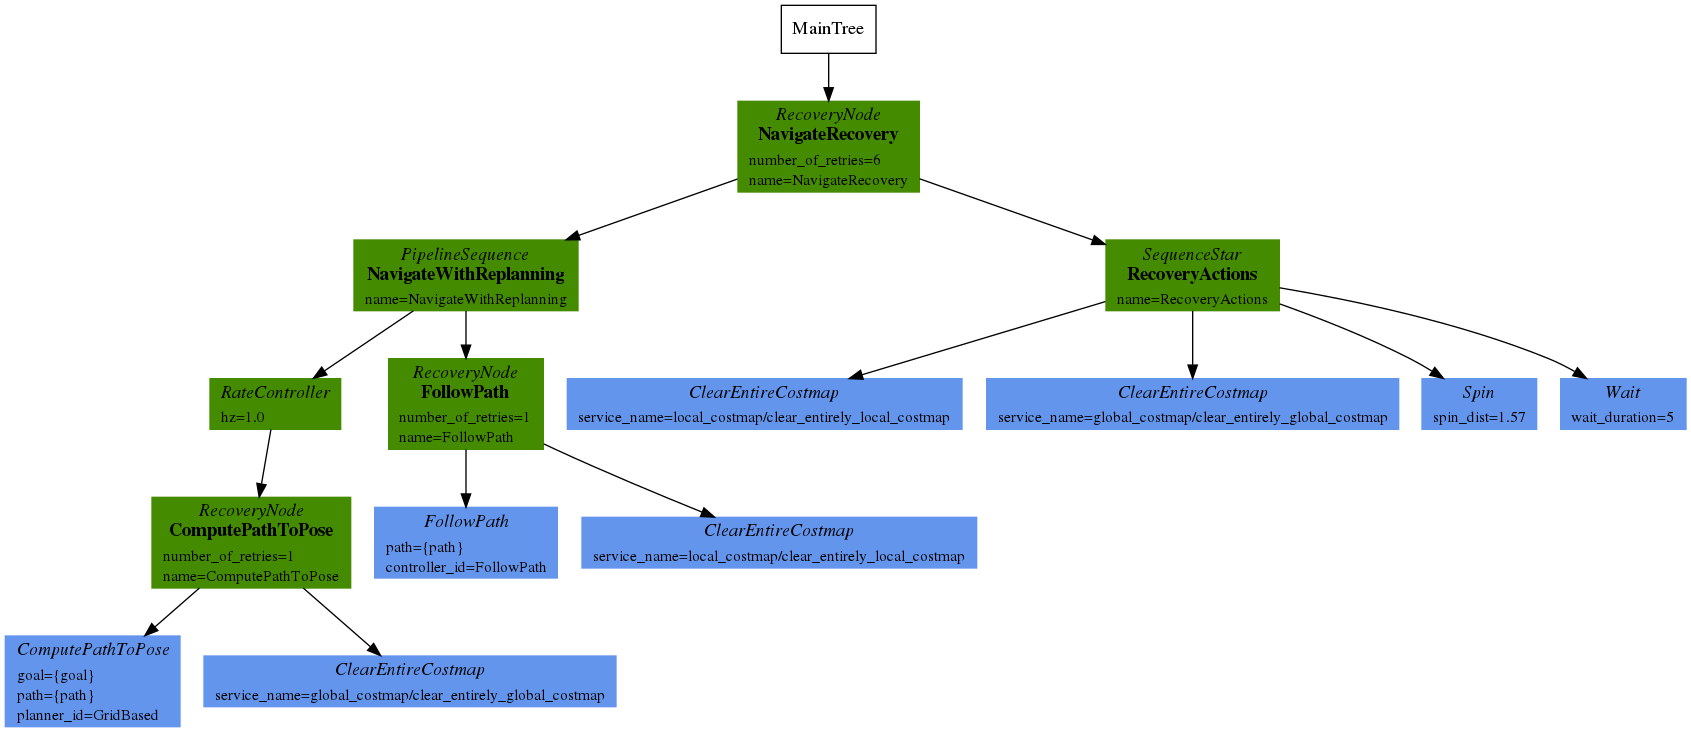 MainTree
RecoveryNode
NavigateRecovery
number_of_retries=6
name=NavigateRecovery
PipelineSequence
NavigateWithReplanning
name=NavigateWithReplanning
SequenceStar
RecoveryActions
name=RecoveryActions
RateController
hz=1.0
RecoveryNode
FollowPath
number_of_retries=1
name=FollowPath
ClearEntireCostmap
service_name=local_costmap/clear_entirely_local_costmap
ClearEntireCostmap
service_name=global_costmap/clear_entirely_global_costmap
Spin
spin_dist=1.57
Wait
wait_duration=5
RecoveryNode
ComputePathToPose
number_of_retries=1
name=ComputePathToPose
FollowPath
path={path}
controller_id=FollowPath
ClearEntireCostmap
service_name=local_costmap/clear_entirely_local_costmap
ComputePathToPose
goal={goal}
path={path}
planner_id=GridBased
ClearEntireCostmap
service_name=global_costmap/clear_entirely_global_costmap